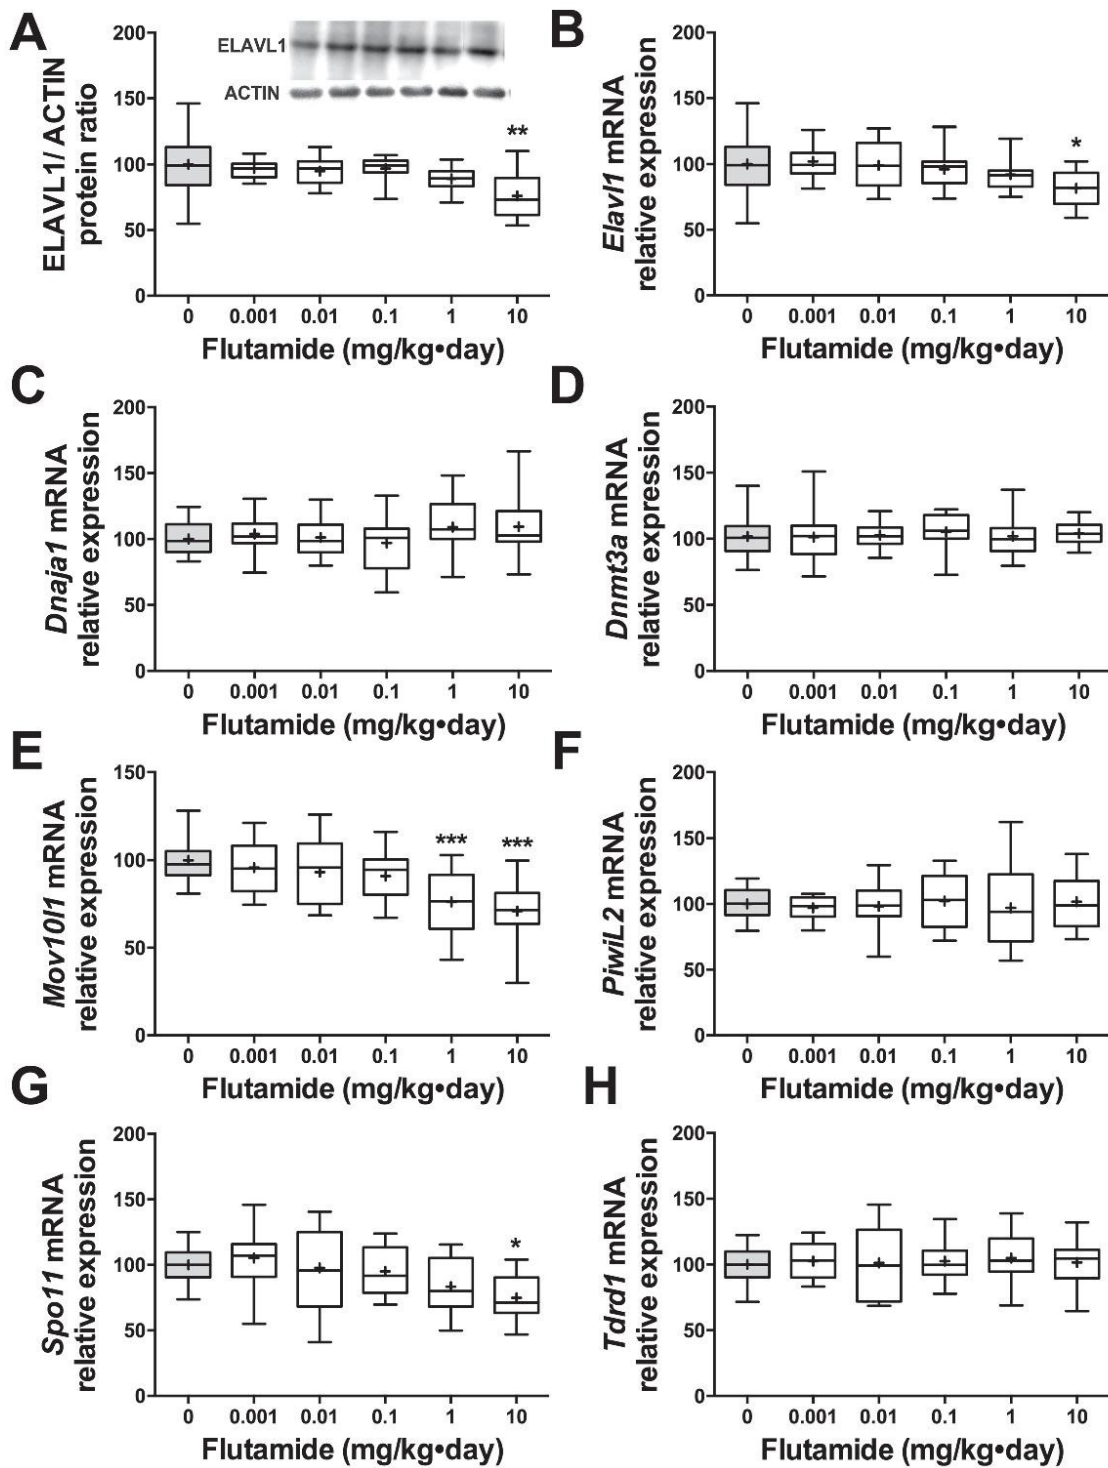 A
ELAVL1/ ACTIN
protein ratio
200
150
100
50
0
ELAVL1
ACTIN
**
0 0.001 0.01 0.1 1 10
Flutamide (mg/kg•day)
B
Elavl1 mRNA
relative expression
200
150
100
50
0
*
0 0.001 0.01 0.1 1 10
Flutamide (mg/kg•day)
C
Dnaja1 mRNA
relative expression
200
150
100
50
0
0 0.001 0.01 0.1 1 10
Flutamide (mg/kg•day)
D
Dnmt3a mRNA
relative expression
200
150
100
50
0
0 0.001 0.01 0.1 1 10
Flutamide (mg/kg•day)
E
Mov10l1 mRNA
relative expression
150
100
50
0
*** ***
0 0.001 0.01 0.1 1 10
Flutamide (mg/kg•day)
F
PiwiL2 mRNA
relative expression
200
150
100
50
0
0 0.001 0.01 0.1 1 10
Flutamide (mg/kg•day)
G
Spo11 mRNA
relative expression
200
150
100
50
0
*
0 0.001 0.01 0.1 1 10
Flutamide (mg/kg•day)
H
Tdrd1 mRNA
relative expression
200
150
100
50
0
0 0.001 0.01 0.1 1 10
Flutamide (mg/kg•day)